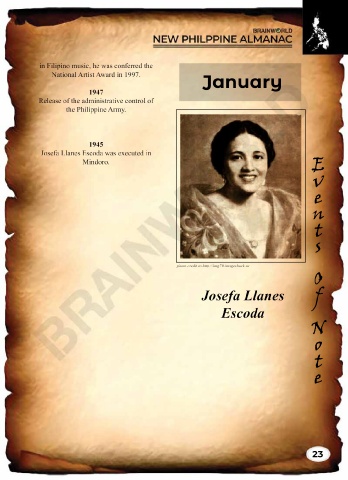 BRAINWORLD
NEW PHILPPINE ALMANAC
in Filipino music, he was conferred the
National Artist Award in 1997.
1947
Release of the administrative control of
the Philippine Army.
1945
Josefa Llanes Escoda was executed in
Mindoro.
January
Josefa Llanes
Escoda
Events Of Note
BRAINW
23